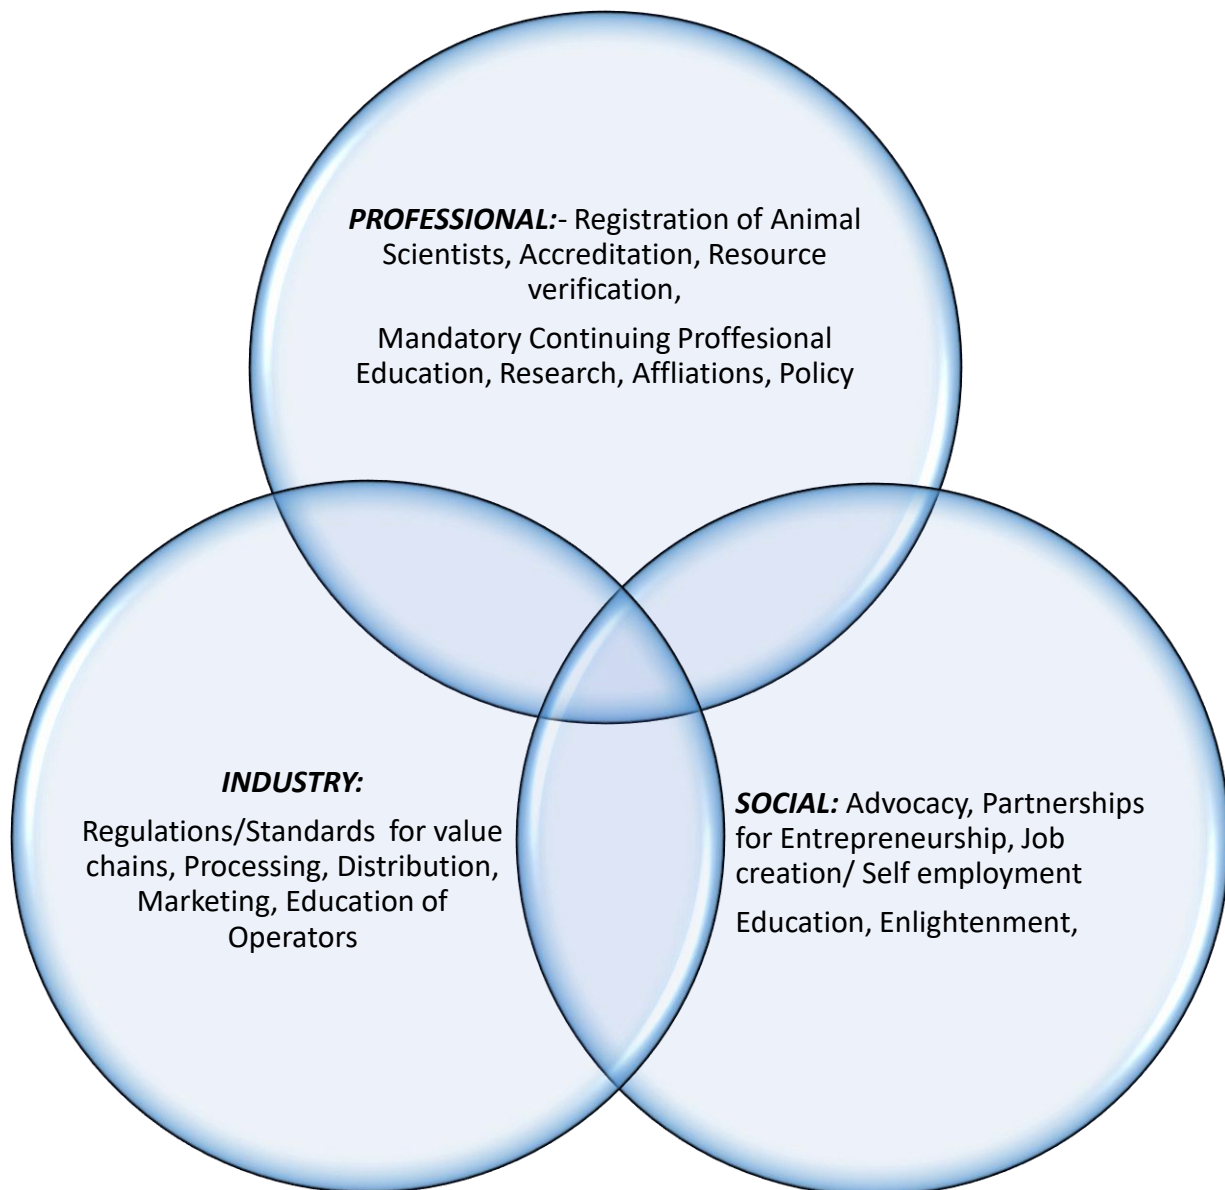 PROFESSIONAL:- Registration of Animal
Scientists, Accreditation, Resource
verification,
Mandatory Continuing Proffesional
Education, Research, Affliations, Policy
INDUSTRY:
Regulations/Standards for value
chains, Processing, Distribution,
Marketing, Education of
Operators
SOCIAL: Advocacy, Partnerships
for Entrepreneurship, Job
creation/ Self employment
Education, Enlightenment,